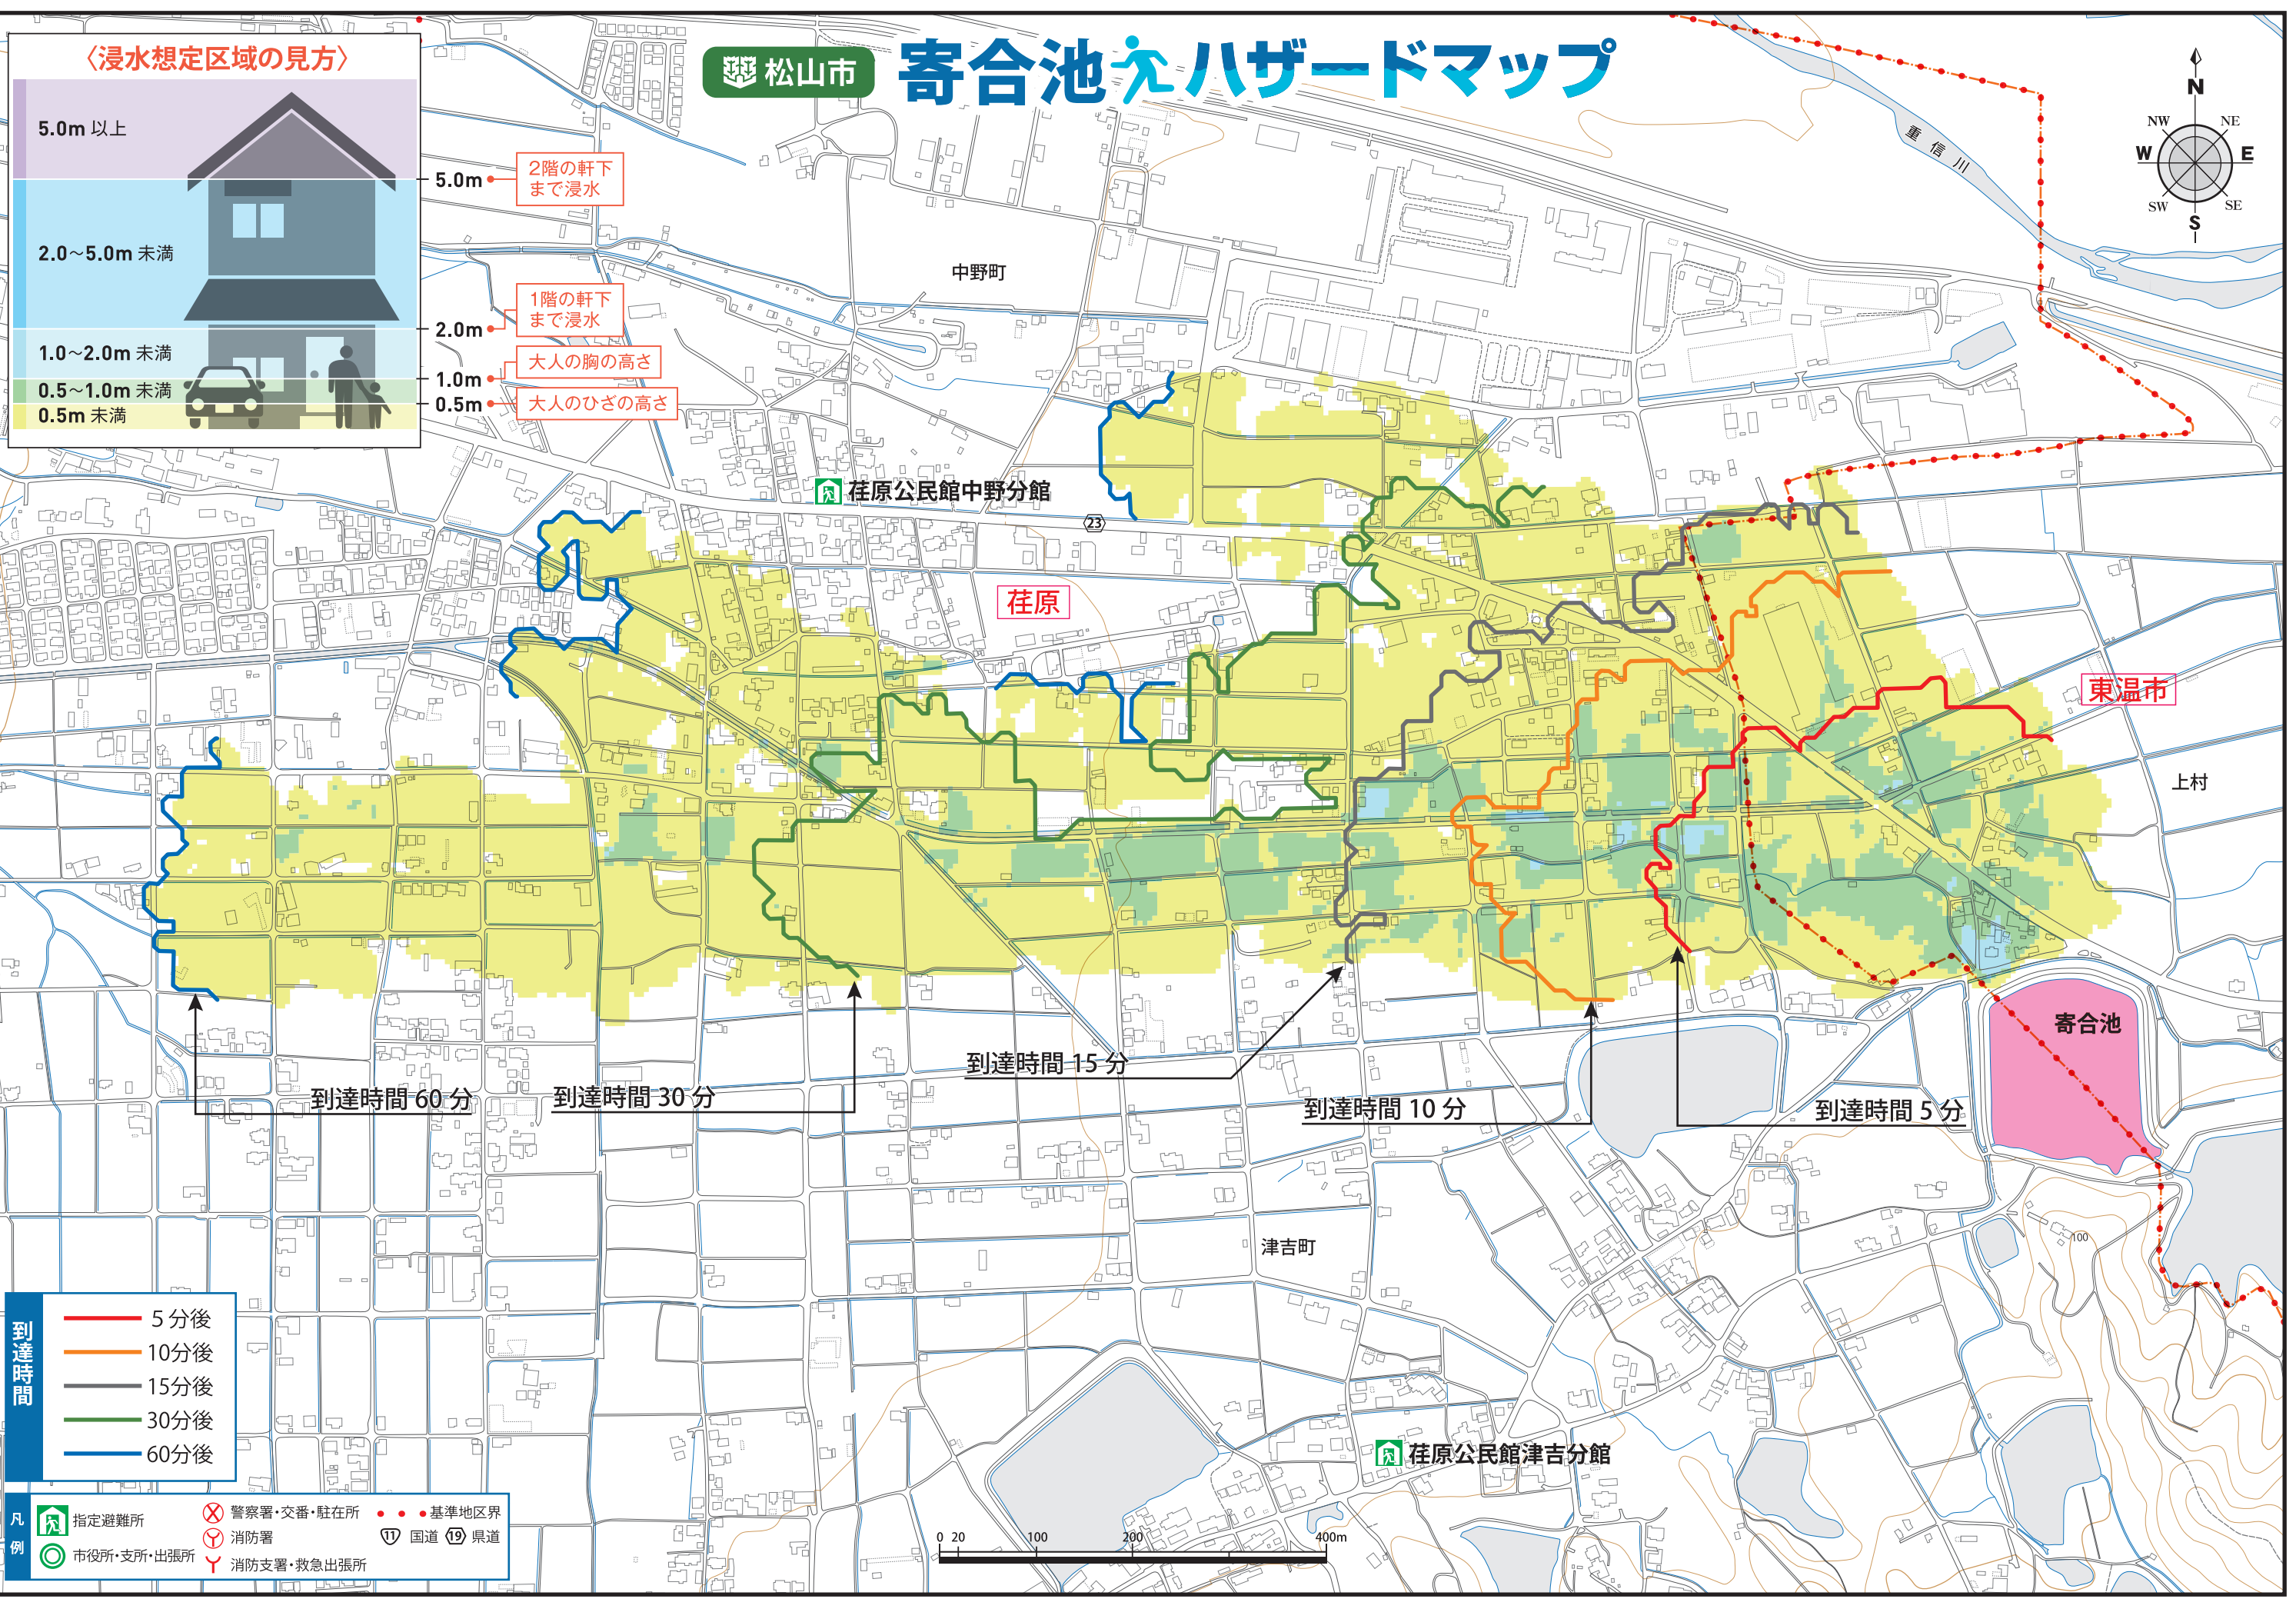 松山市
寄合池ハザードマップ
〈浸水想定区域の見方〉
5.0m 以上
2.0～5.0m 未満
1.0～2.0m 未満
0.5～1.0m 未満
0.5m 未満
5.0m
2階の軒下
まで浸水
2.0m
1階の軒下
まで浸水
1.0m
大人の胸の高さ
0.5m
大人のひざの高さ
N
NW
NE
W
E
SW
SE
S
重信川
中野町
荏原公民館中野分館
23
荏原
東温市
上村
寄合池
到達時間 60 分
到達時間 30 分
到達時間 15 分
到達時間 10 分
到達時間 5 分
津吉町
100
荏原公民館津吉分館
到達時間
5 分後
10分後
15分後
30分後
60分後
凡例
指定避難所
市役所・支所・出張所
警察署・交番・駐在所
消防署
消防支署・救急出張所
基準地区界
11 国道
19 県道
0 20 100 200 400m